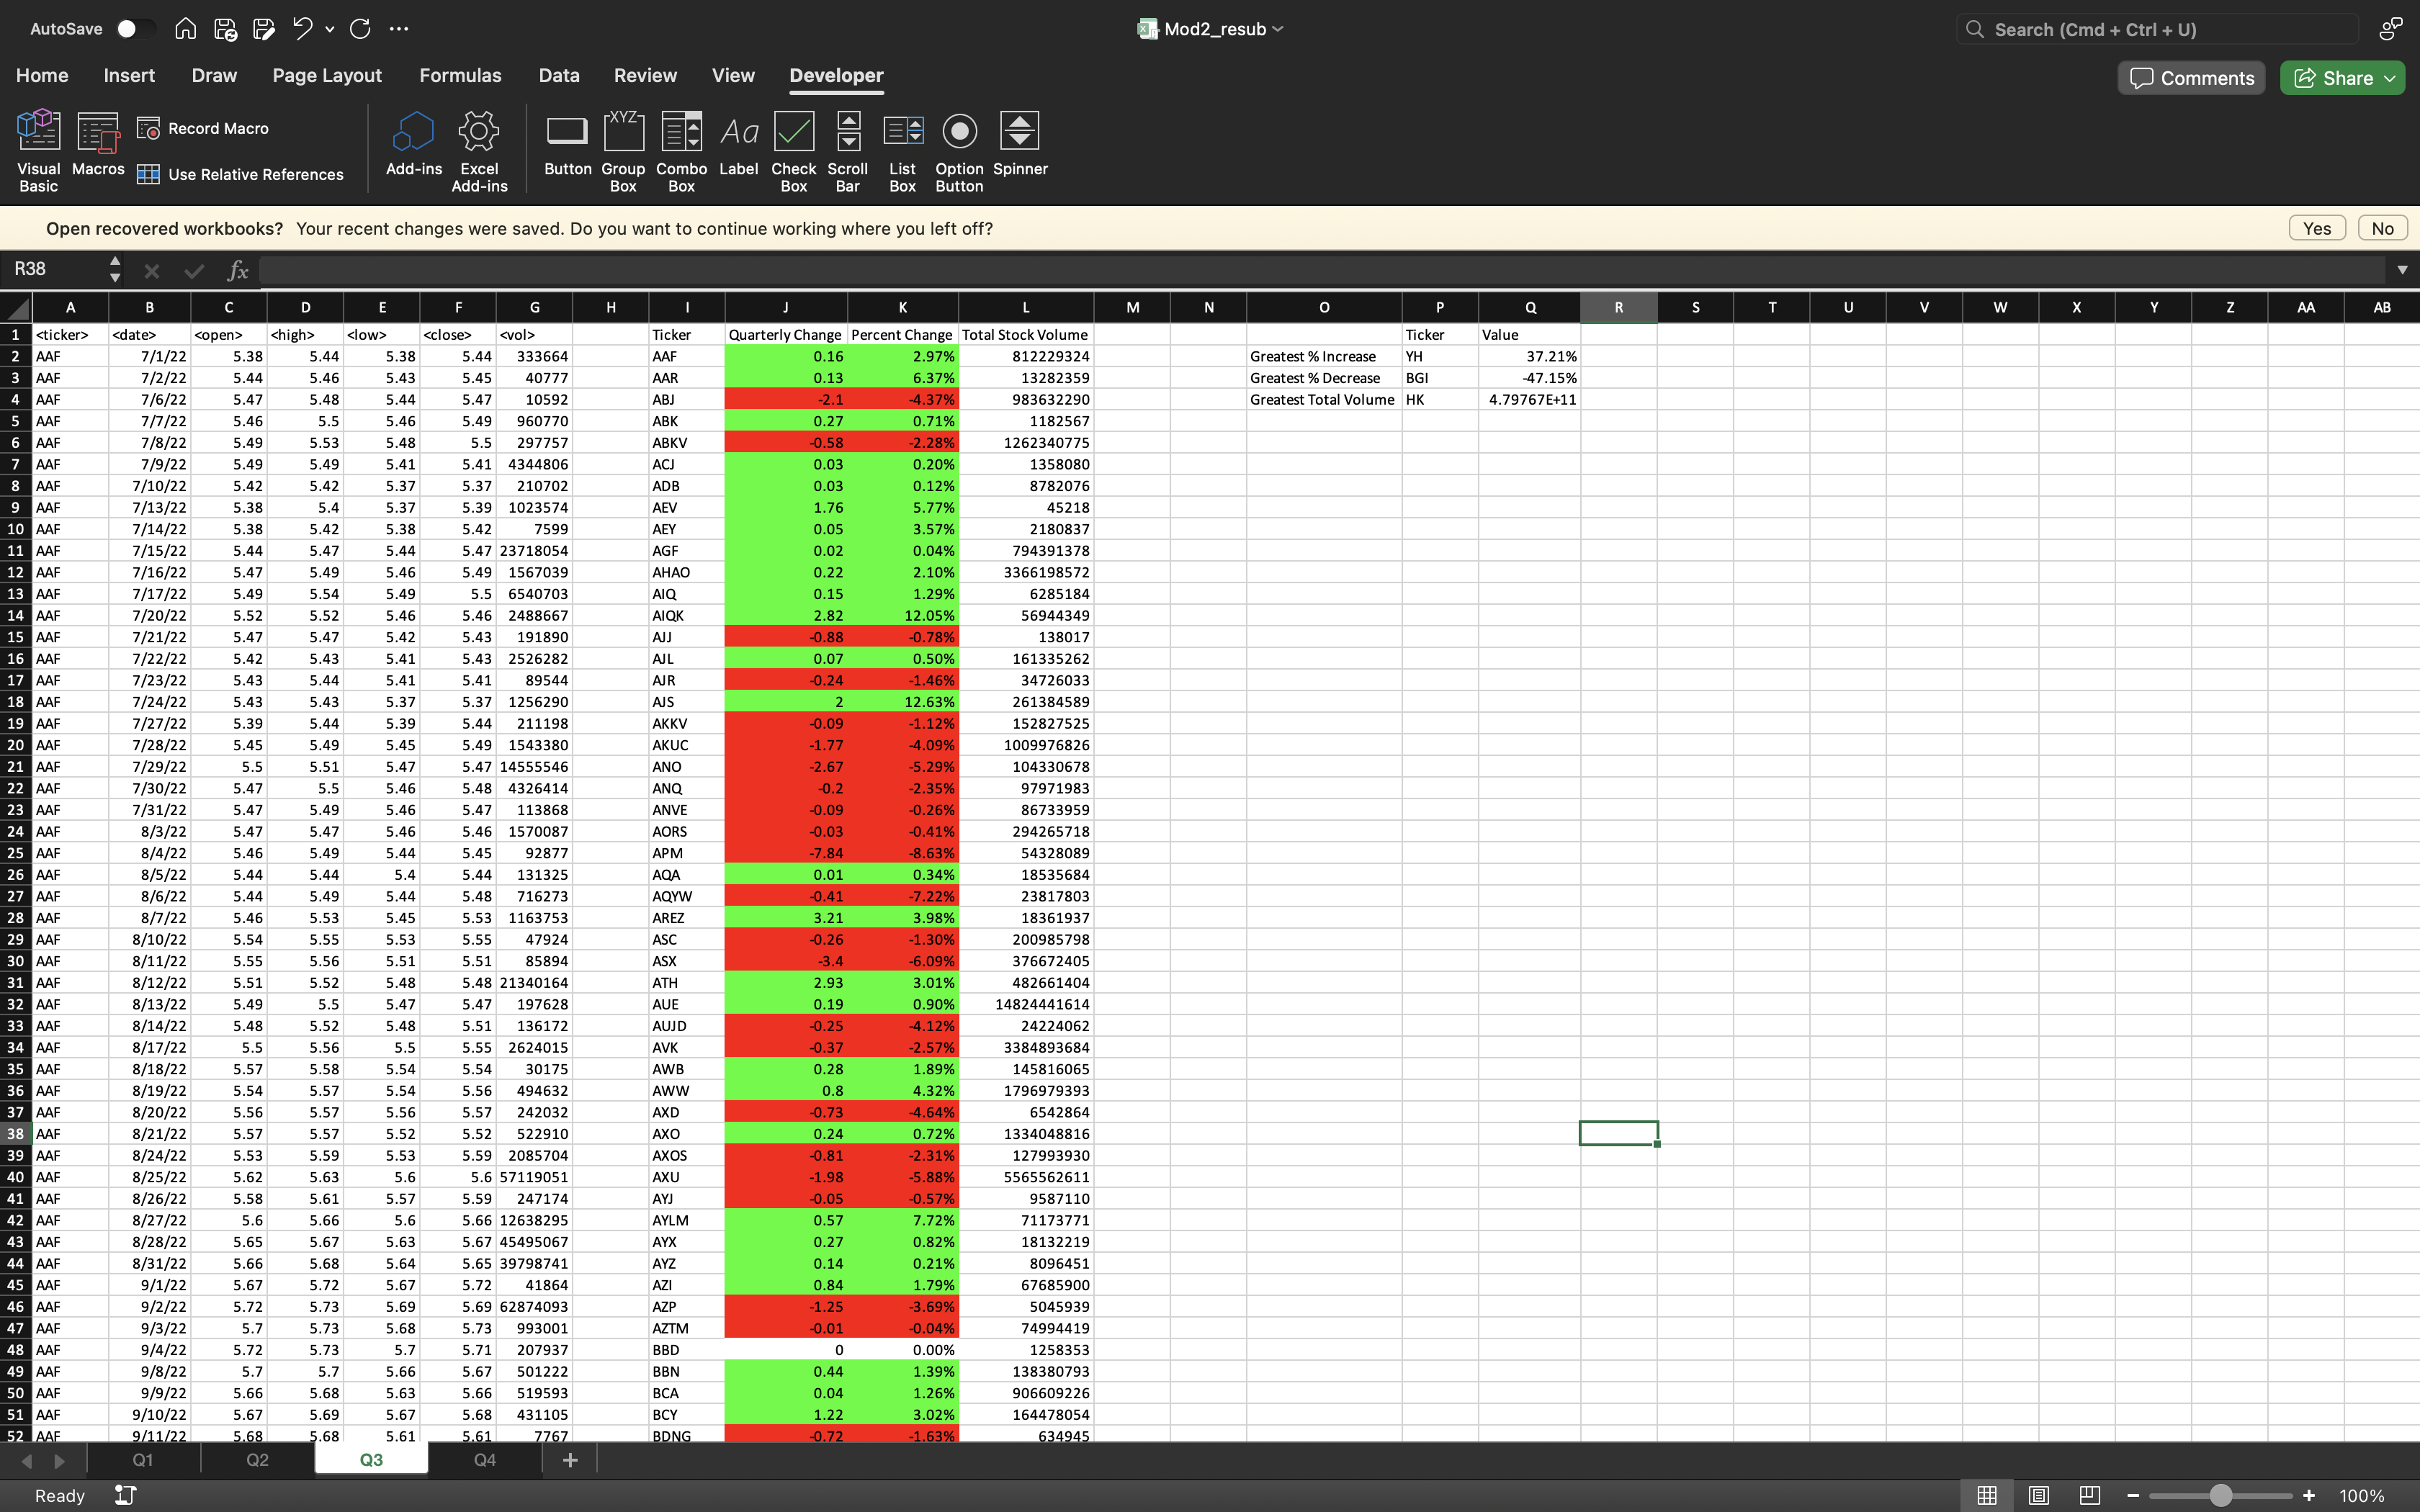 AutoSave Mod2_resub Search (Cmd + Ctrl + U)
Home Insert Draw Page Layout Formulas Data Review View Developer Comments Share
Visual Basic Macros Record Macro Use Relative References Add-ins Excel Add-ins Button Group Box XYZ Combo Box Aa Label Check Box Scroll Bar List Box Option Button Spinner
Open recovered workbooks? Your recent changes were saved. Do you want to continue working where you left off? Yes No
R38 fx
A B C D E F G H I J K L M N O P Q R S T U V W X Y Z AA AB
1 <ticker> <date> <open> <high> <low> <close> <vol> Ticker Quarterly Change Percent Change Total Stock Volume Ticker Value
2 AAF 7/1/22 5.38 5.44 5.38 5.44 333664 AAF 0.16 2.97% 812229324 Greatest % Increase YH 37.21%
3 AAF 7/2/22 5.44 5.46 5.43 5.45 40777 AAR 0.13 6.37% 13282359 Greatest % Decrease BGI -47.15%
4 AAF 7/6/22 5.47 5.48 5.44 5.47 10592 ABJ -2.1 -4.37% 983632290 Greatest Total Volume HK 4.79767E+11
5 AAF 7/7/22 5.46 5.5 5.46 5.49 960770 ABK 0.27 0.71% 1182567
6 AAF 7/8/22 5.49 5.53 5.48 5.5 297757 ABKV -0.58 -2.28% 1262340775
7 AAF 7/9/22 5.49 5.49 5.41 5.41 4344806 ACJ 0.03 0.20% 1358080
8 AAF 7/10/22 5.42 5.42 5.37 5.37 210702 ADB 0.03 0.12% 8782076
9 AAF 7/13/22 5.38 5.4 5.37 5.39 1023574 AEV 1.76 5.77% 45218
10 AAF 7/14/22 5.38 5.42 5.38 5.42 7599 AEY 0.05 3.57% 2180837
11 AAF 7/15/22 5.44 5.47 5.44 5.47 23718054 AGF 0.02 0.04% 794391378
12 AAF 7/16/22 5.47 5.49 5.46 5.49 1567039 AHAO 0.22 2.10% 3366198572
13 AAF 7/17/22 5.49 5.54 5.49 5.5 6540703 AIQ 0.15 1.29% 6285184
14 AAF 7/20/22 5.52 5.52 5.46 5.46 2488667 AIQK 2.82 12.05% 56944349
15 AAF 7/21/22 5.47 5.47 5.42 5.43 191890 AJJ -0.88 -0.78% 138017
16 AAF 7/22/22 5.42 5.43 5.41 5.43 2526282 AJL 0.07 0.50% 161335262
17 AAF 7/23/22 5.43 5.44 5.41 5.41 89544 AJR -0.24 -1.46% 34726033
18 AAF 7/24/22 5.43 5.43 5.37 5.37 1256290 AJS 2 12.63% 261384589
19 AAF 7/27/22 5.39 5.44 5.39 5.44 211198 AKKV -0.09 -1.12% 152827525
20 AAF 7/28/22 5.45 5.49 5.45 5.49 1543380 AKUC -1.77 -4.09% 1009976826
21 AAF 7/29/22 5.5 5.51 5.47 5.47 14555546 ANO -2.67 -5.29% 104330678
22 AAF 7/30/22 5.47 5.5 5.46 5.48 4326414 ANQ -0.2 -2.35% 97971983
23 AAF 7/31/22 5.47 5.49 5.46 5.47 113868 ANVE -0.09 -0.26% 86733959
24 AAF 8/3/22 5.47 5.47 5.46 5.46 1570087 AORS -0.03 -0.41% 294265718
25 AAF 8/4/22 5.46 5.49 5.44 5.45 92877 APM -7.84 -8.63% 54328089
26 AAF 8/5/22 5.44 5.44 5.4 5.44 131325 AQA 0.01 0.34% 18535684
27 AAF 8/6/22 5.44 5.49 5.44 5.48 716273 AQYW -0.41 -7.22% 23817803
28 AAF 8/7/22 5.46 5.53 5.45 5.53 1163753 AREZ 3.21 3.98% 18361937
29 AAF 8/10/22 5.54 5.55 5.53 5.55 47924 ASC -0.26 -1.30% 200985798
30 AAF 8/11/22 5.55 5.56 5.51 5.51 85894 ASX -3.4 -6.09% 376672405
31 AAF 8/12/22 5.51 5.52 5.48 5.48 21340164 ATH 2.93 3.01% 482661404
32 AAF 8/13/22 5.49 5.5 5.47 5.47 197628 AUE 0.19 0.90% 14824441614
33 AAF 8/14/22 5.48 5.52 5.48 5.51 136172 AUJD -0.25 -4.12% 24224062
34 AAF 8/17/22 5.5 5.56 5.5 5.55 2624015 AVK -0.37 -2.57% 3384893684
35 AAF 8/18/22 5.57 5.58 5.54 5.54 30175 AWB 0.28 1.89% 145816065
36 AAF 8/19/22 5.54 5.57 5.54 5.56 494632 AWW 0.8 4.32% 1796979393
37 AAF 8/20/22 5.56 5.57 5.56 5.57 242032 AXD -0.73 -4.64% 6542864
38 AAF 8/21/22 5.57 5.57 5.52 5.52 522910 AXO 0.24 0.72% 1334048816
39 AAF 8/24/22 5.53 5.59 5.53 5.59 2085704 AXOS -0.81 -2.31% 127993930
40 AAF 8/25/22 5.62 5.63 5.6 5.6 57119051 AXU -1.98 -5.88% 5565562611
41 AAF 8/26/22 5.58 5.61 5.57 5.59 247174 AYJ -0.05 -0.57% 9587110
42 AAF 8/27/22 5.6 5.66 5.6 5.66 12638295 AYLM 0.57 7.72% 71173771
43 AAF 8/28/22 5.65 5.67 5.63 5.67 45495067 AYX 0.27 0.82% 18132219
44 AAF 8/31/22 5.66 5.68 5.64 5.65 39798741 AYZ 0.14 0.21% 8096451
45 AAF 9/1/22 5.67 5.72 5.67 5.72 41864 AZI 0.84 1.79% 67685900
46 AAF 9/2/22 5.72 5.73 5.69 5.69 62874093 AZP -1.25 -3.69% 5045939
47 AAF 9/3/22 5.7 5.73 5.68 5.73 993001 AZTM -0.01 -0.04% 74994419
48 AAF 9/4/22 5.72 5.73 5.7 5.71 207937 BBD 0 0.00% 1258353
49 AAF 9/8/22 5.7 5.7 5.66 5.67 501222 BBN 0.44 1.39% 138380793
50 AAF 9/9/22 5.66 5.68 5.63 5.66 519593 BCA 0.04 1.26% 906609226
51 AAF 9/10/22 5.67 5.69 5.67 5.68 431105 BCY 1.22 3.02% 164478054
52 AAF 9/11/22 5.68 5.68 5.61 5.61 7767 BDNG -0.72 -1.63% 634945
Q1 Q2 Q3 Q4 +
Ready 100%